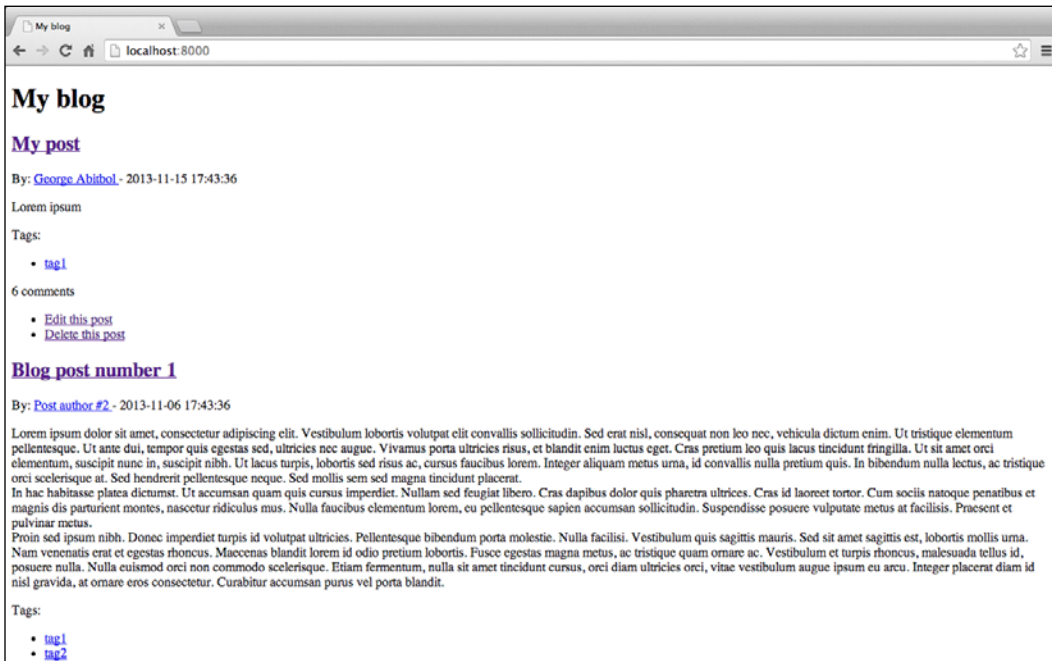 My blog
localhost:8000
My blog
My post
By: George Abitbol - 2013-11-15 17:43:36
Lorem ipsum
Tags:
• tag1
6 comments
• Edit this post
• Delete this post
Blog post number 1
By: Post author #2 - 2013-11-06 17:43:36
Lorem ipsum dolor sit amet, consectetur adipiscing elit. Vestibulum lobortis volutpat elit convallis sollicitudin. Sed erat nisl, consequat non leo nec, vehicula dictum enim. Ut tristique elementum
pellentesque. Ut ante dui, tempor quis egestas sed, ultricies nec augue. Vivamus porta ultricies risus, et blandit enim luctus eget. Cras pretium leo quis lacus tincidunt fringilla. Ut sit amet orci
elementum, suscipit nunc in, suscipit nibh. Ut lacus turpis, lobortis sed risus ac, cursus faucibus lorem. Integer aliquam metus urna, id convallis nulla pretium quis. In bibendum nulla lectus, ac tristique
orci scelerisque at. Sed hendrerit pellentesque neque. Sed mollis sem sed magna tincidunt placerat.
In hac habitasse platea dictumst. Ut accumsan quam quis cursus imperdiet. Nullam sed feugiat libero. Cras dapibus dolor quis pharetra ultrices. Cras id laoreet tortor. Cum sociis natoque penatibus et
magnis dis parturient montes, nascetur ridiculus mus. Nulla faucibus elementum lorem, eu pellentesque sapien accumsan sollicitudin. Suspendisse posuere vulputate metus at facilisis. Praesent et
pulvinar metus.
Proin sed ipsum nibh. Donec imperdiet turpis id volutpat ultricies. Pellentesque bibendum porta molestie. Nulla facilisi. Vestibulum quis sagittis mauris. Sed sit amet sagittis est, lobortis mollis urna.
Nam venenatis erat et egestas rhoncus. Maecenas blandit lorem id odio pretium lobortis. Fusce egestas magna metus, ac tristique quam ornare ac. Vestibulum et turpis rhoncus, malesuada tellus id,
posuere nulla. Nulla euismod orci non commodo scelerisque. Etiam fermentum, nulla sit amet tincidunt cursus, orci diam ultricies orci, vitae vestibulum augue ipsum eu arcu. Integer placerat diam id
nisl gravida, at ornare eros consectetur. Curabitur accumsan purus vel porta blandit.
Tags:
• tag1
• tag2